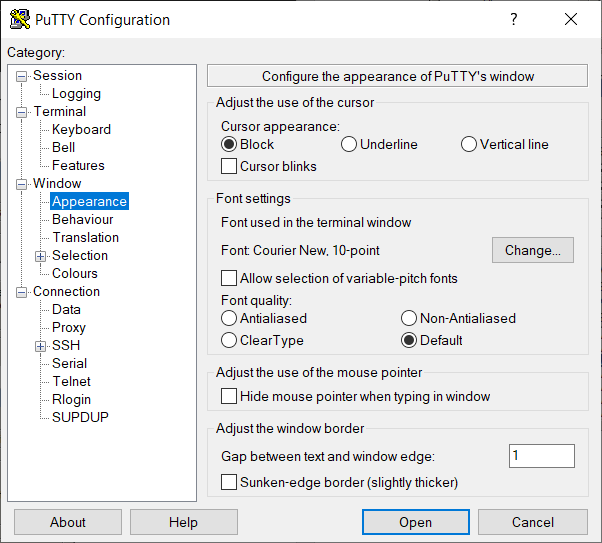 PuTTY Configuration
?
Category:
Session
Logging
Terminal
Keyboard
Bell
Features
Window
Appearance
Behaviour
Translation
Selection
Colours
Connection
Data
Proxy
SSH
Serial
Telnet
Rlogin
SUPDUP
Configure the appearance of PuTTY's window
Adjust the use of the cursor
Cursor appearance:
Block Underline Vertical line
Cursor blinks
Font settings
Font used in the terminal window
Font: Courier New, 10-point Change...
Allow selection of variable-pitch fonts
Font quality:
Antialiased Non-Antialiased
ClearType Default
Adjust the use of the mouse pointer
Hide mouse pointer when typing in window
Adjust the window border
Gap between text and window edge: 1
Sunken-edge border (slightly thicker)
About Help Open Cancel